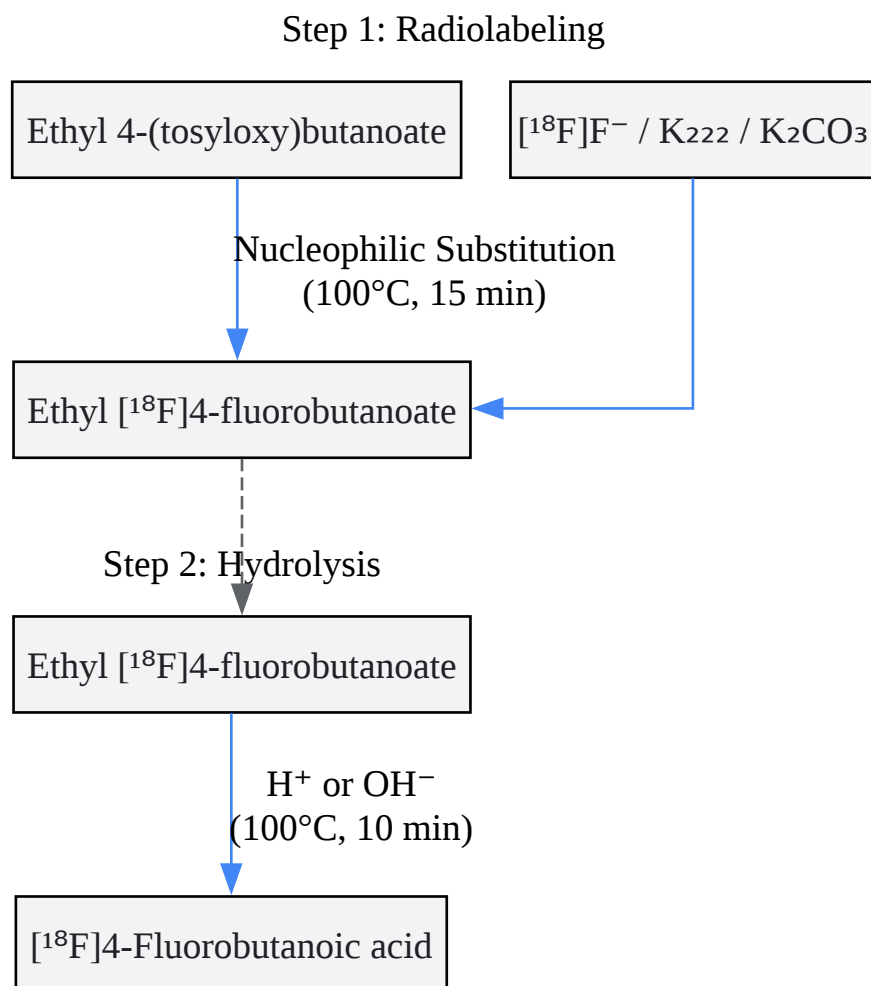 Step 1: Radiolabeling
Ethyl 4-(tosyloxy)butanoate
[¹⁸F]F⁻ / K₂₂₂ / K₂CO₃
Nucleophilic Substitution
(100°C, 15 min)
Ethyl [¹⁸F]4-fluorobutanoate
Step 2: Hydrolysis
Ethyl [¹⁸F]4-fluorobutanoate
H⁺ or OH⁻
(100°C, 10 min)
[¹⁸F]4-Fluorobutanoic acid